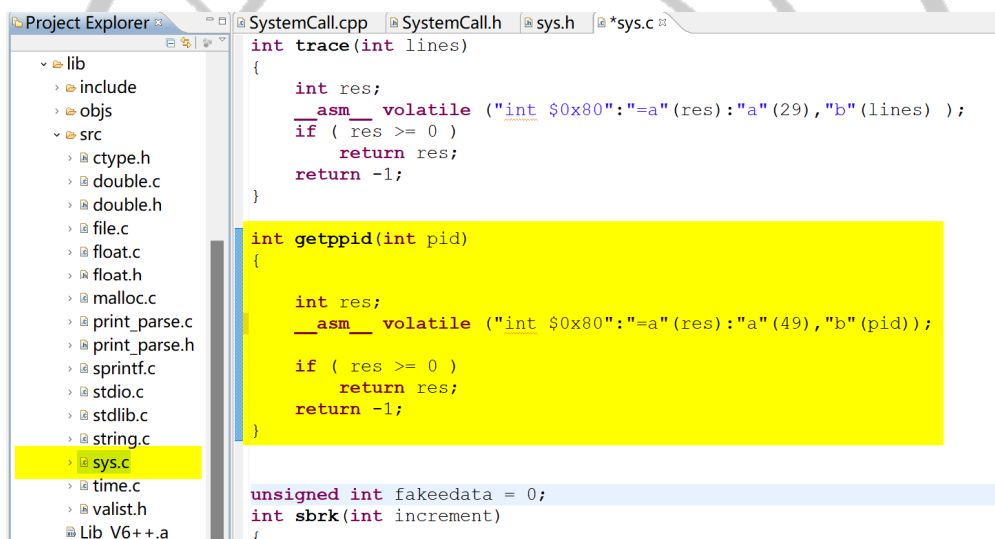 Project Explorer
SystemCall.cpp
SystemCall.h
sys.h
*sys.c
lib
include
objs
src
ctype.h
double.c
double.h
file.c
float.c
float.h
malloc.c
print_parse.c
print_parse.h
sprintf.c
stdio.c
stdlib.c
string.c
sys.c
time.c
valist.h
Lib_V6++.a
int trace(int lines)
{
int res;
__asm__ volatile ("int $0x80":"=a"(res):"a"(29),"b"(lines) );
if ( res >= 0 )
return res;
return -1;
}
int getppid(int pid)
{
int res;
__asm__ volatile ("int $0x80":"=a"(res):"a"(49),"b"(pid));
if ( res >= 0 )
return res;
return -1;
}
unsigned int fakeedata = 0;
int sbrk(int increment)
{